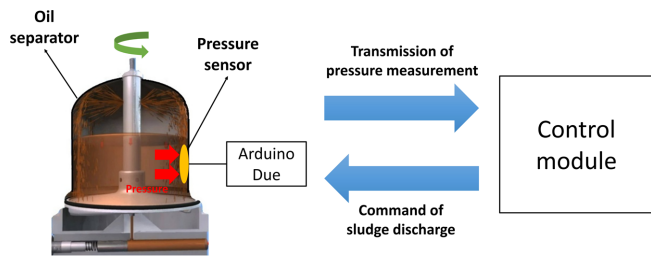 Oil
separator
Pressure
sensor
Pressure
Arduino
Due
Transmission of
pressure measurement
Command of
sludge discharge
Control
module